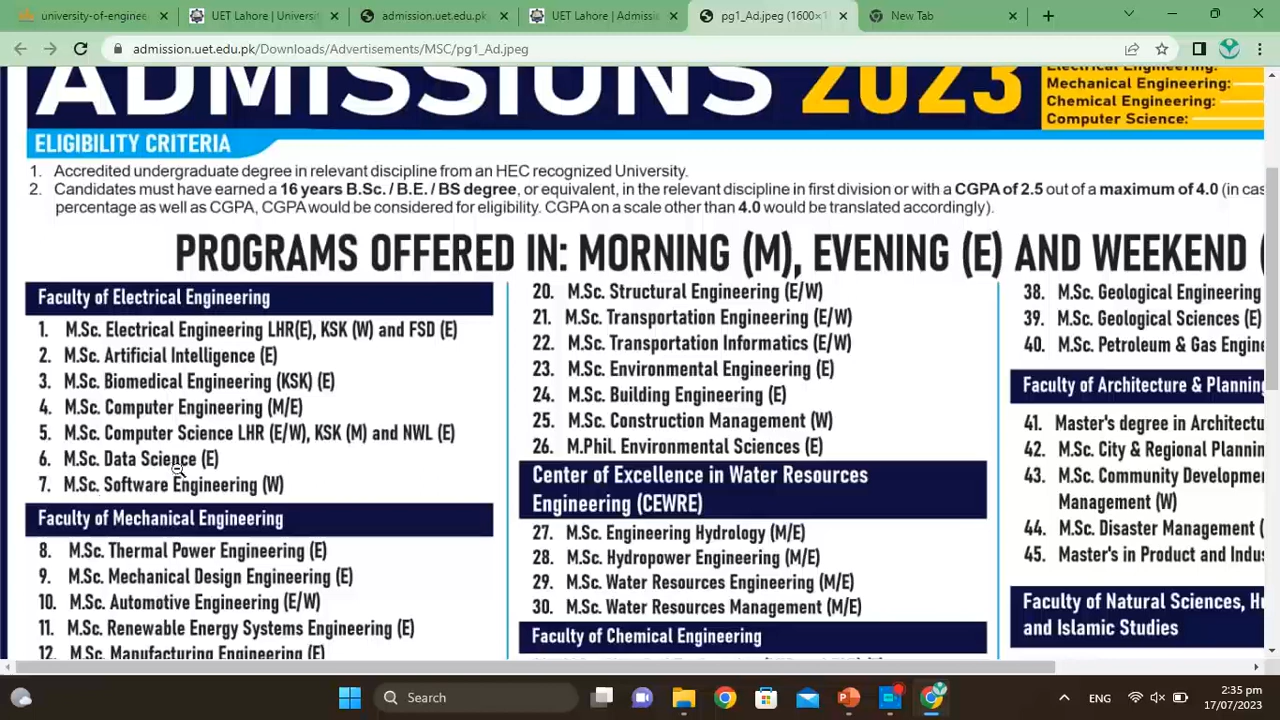 university-of-enginee
UET Lahore | Universit
admission.uet.edu.pk/
UET Lahore | Admissio
pg1_Ad.jpeg (1600×1
New Tab
admission.uet.edu.pk/Downloads/Advertisements/MSC/pg1_Ad.jpeg
ADMISSIONS 2023
Electrical Engineering:
Mechanical Engineering:
Chemical Engineering:
Computer Science:
ELIGIBILITY CRITERIA
1. Accredited undergraduate degree in relevant discipline from an HEC recognized University.
2. Candidates must have earned a 16 years B.Sc. / B.E. / BS degree, or equivalent, in the relevant discipline in first division or with a CGPA of 2.5 out of a maximum of 4.0 (in cas
percentage as well as CGPA, CGPA would be considered for eligibility. CGPA on a scale other than 4.0 would be translated accordingly).
PROGRAMS OFFERED IN: MORNING (M), EVENING (E) AND WEEKEND (
Faculty of Electrical Engineering
1. M.Sc. Electrical Engineering LHR(E), KSK (W) and FSD (E)
2. M.Sc. Artificial Intelligence (E)
3. M.Sc. Biomedical Engineering (KSK) (E)
4. M.Sc. Computer Engineering (M/E)
5. M.Sc. Computer Science LHR (E/W), KSK (M) and NWL (E)
6. M.Sc. Data Science (E)
7. M.Sc. Software Engineering (W)
Faculty of Mechanical Engineering
8. M.Sc. Thermal Power Engineering (E)
9. M.Sc. Mechanical Design Engineering (E)
10. M.Sc. Automotive Engineering (E/W)
11. M.Sc. Renewable Energy Systems Engineering (E)
12. M.Sc. Manufacturing Engineering (E)
20. M.Sc. Structural Engineering (E/W)
21. M.Sc. Transportation Engineering (E/W)
22. M.Sc. Transportation Informatics (E/W)
23. M.Sc. Environmental Engineering (E)
24. M.Sc. Building Engineering (E)
25. M.Sc. Construction Management (W)
26. M.Phil. Environmental Sciences (E)
Center of Excellence in Water Resources
Engineering (CEWRE)
27. M.Sc. Engineering Hydrology (M/E)
28. M.Sc. Hydropower Engineering (M/E)
29. M.Sc. Water Resources Engineering (M/E)
30. M.Sc. Water Resources Management (M/E)
Faculty of Chemical Engineering
38. M.Sc. Geological Engineering
39. M.Sc. Geological Sciences (E)
40. M.Sc. Petroleum & Gas Engine
Faculty of Architecture & Planning
41. Master's degree in Architectu
42. M.Sc. City & Regional Plannin
43. M.Sc. Community Developme
Management (W)
44. M.Sc. Disaster Management (
45. Master's in Product and Indus
Faculty of Natural Sciences, Hu
and Islamic Studies
Search
ENG
2:35 pm
17/07/2023